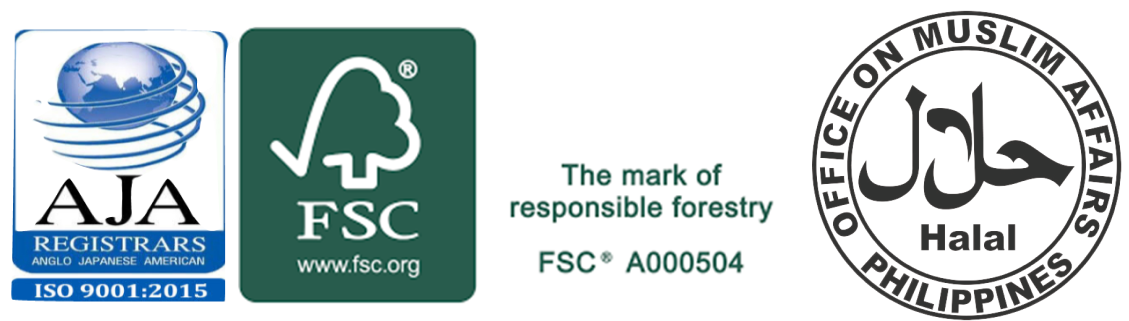 AJA
REGISTRARS
ANGLO JAPANESE AMERICAN
ISO 9001:2015
®
FSC
www.fsc.org
The mark of
responsible forestry
FSC® A000504
OFFICE ON MUSLIM AFFAIRS
حلال
Halal
PHILIPPINES